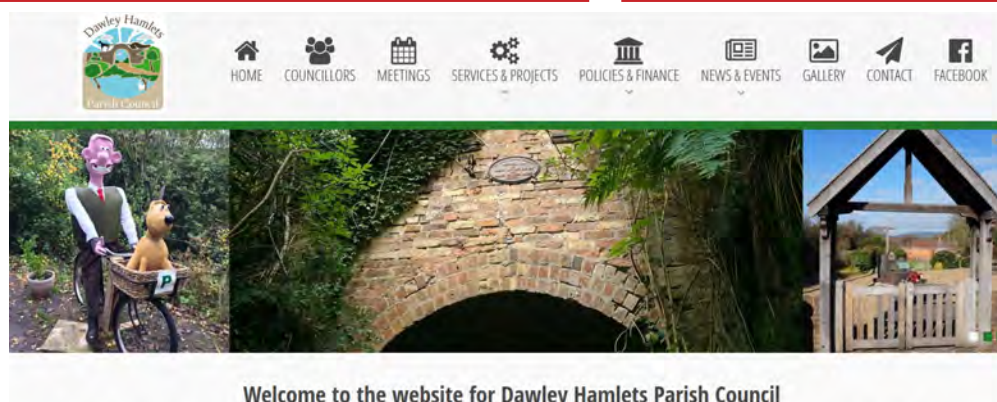 Dawley Hamlets
Parish Council
HOME
COUNCILLORS
MEETINGS
SERVICES & PROJECTS
POLICIES & FINANCE
NEWS & EVENTS
GALLERY
CONTACT
FACEBOOK
P
Welcome to the website for Dawley Hamlets Parish Council